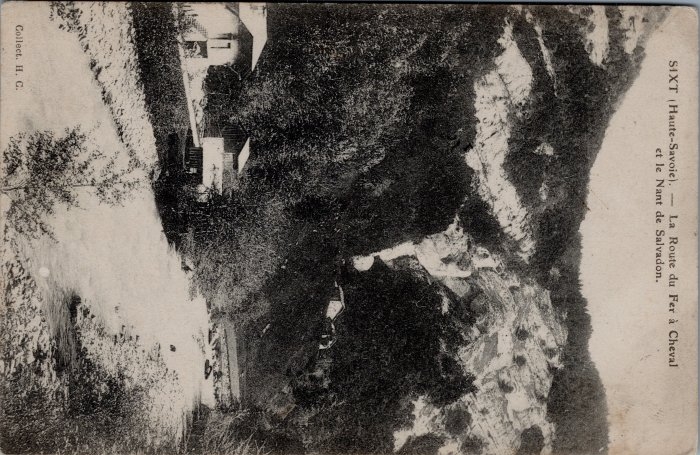 SIXT (Haute-Savoie) — La Route du Fer à Cheval
et le Nant de Salvadon.
Collect. H. C.